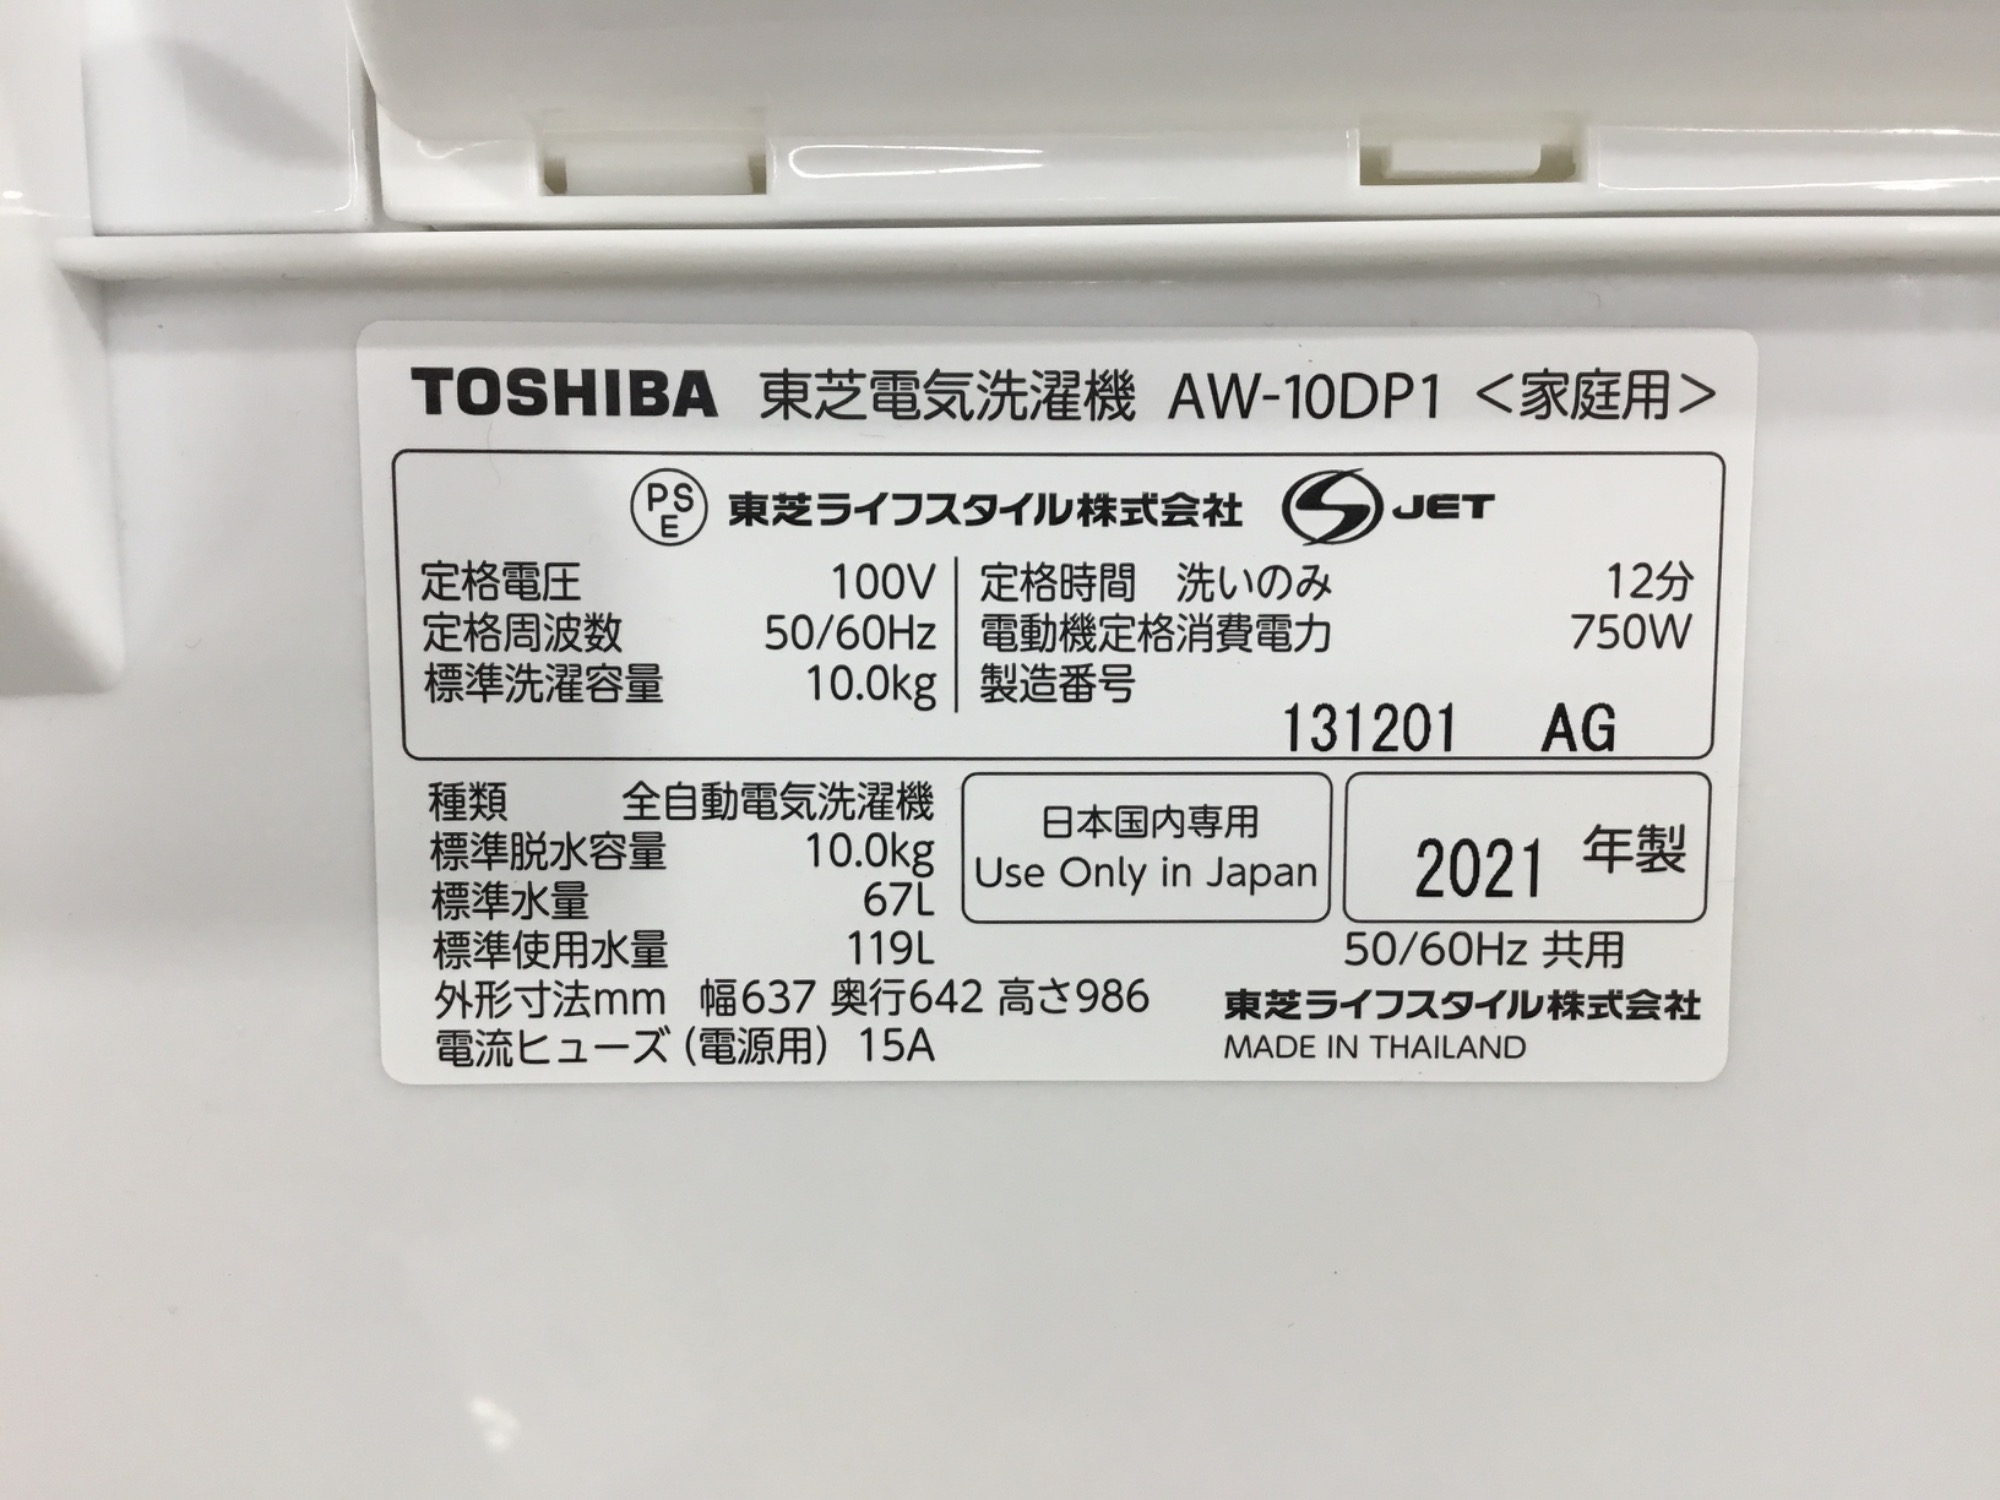 TOSHIBA 東芝電気洗濯機 AW-10DP1 <家庭用>
PSE 東芝ライフスタイル株式会社 S JET
定格電圧 100V
定格周波数 50/60Hz
標準洗濯容量 10.0kg
定格時間 洗いのみ 12分
電動機定格消費電力 750W
製造番号
131201 AG
種類 全自動電気洗濯機
標準脱水容量 10.0kg
標準水量 67L
標準使用水量 119L
外形寸法mm 幅637 奥行642 高さ986
電流ヒューズ(電源用) 15A
日本国内専用
Use Only in Japan
2021 年製
50/60Hz 共用
東芝ライフスタイル株式会社
MADE IN THAILAND